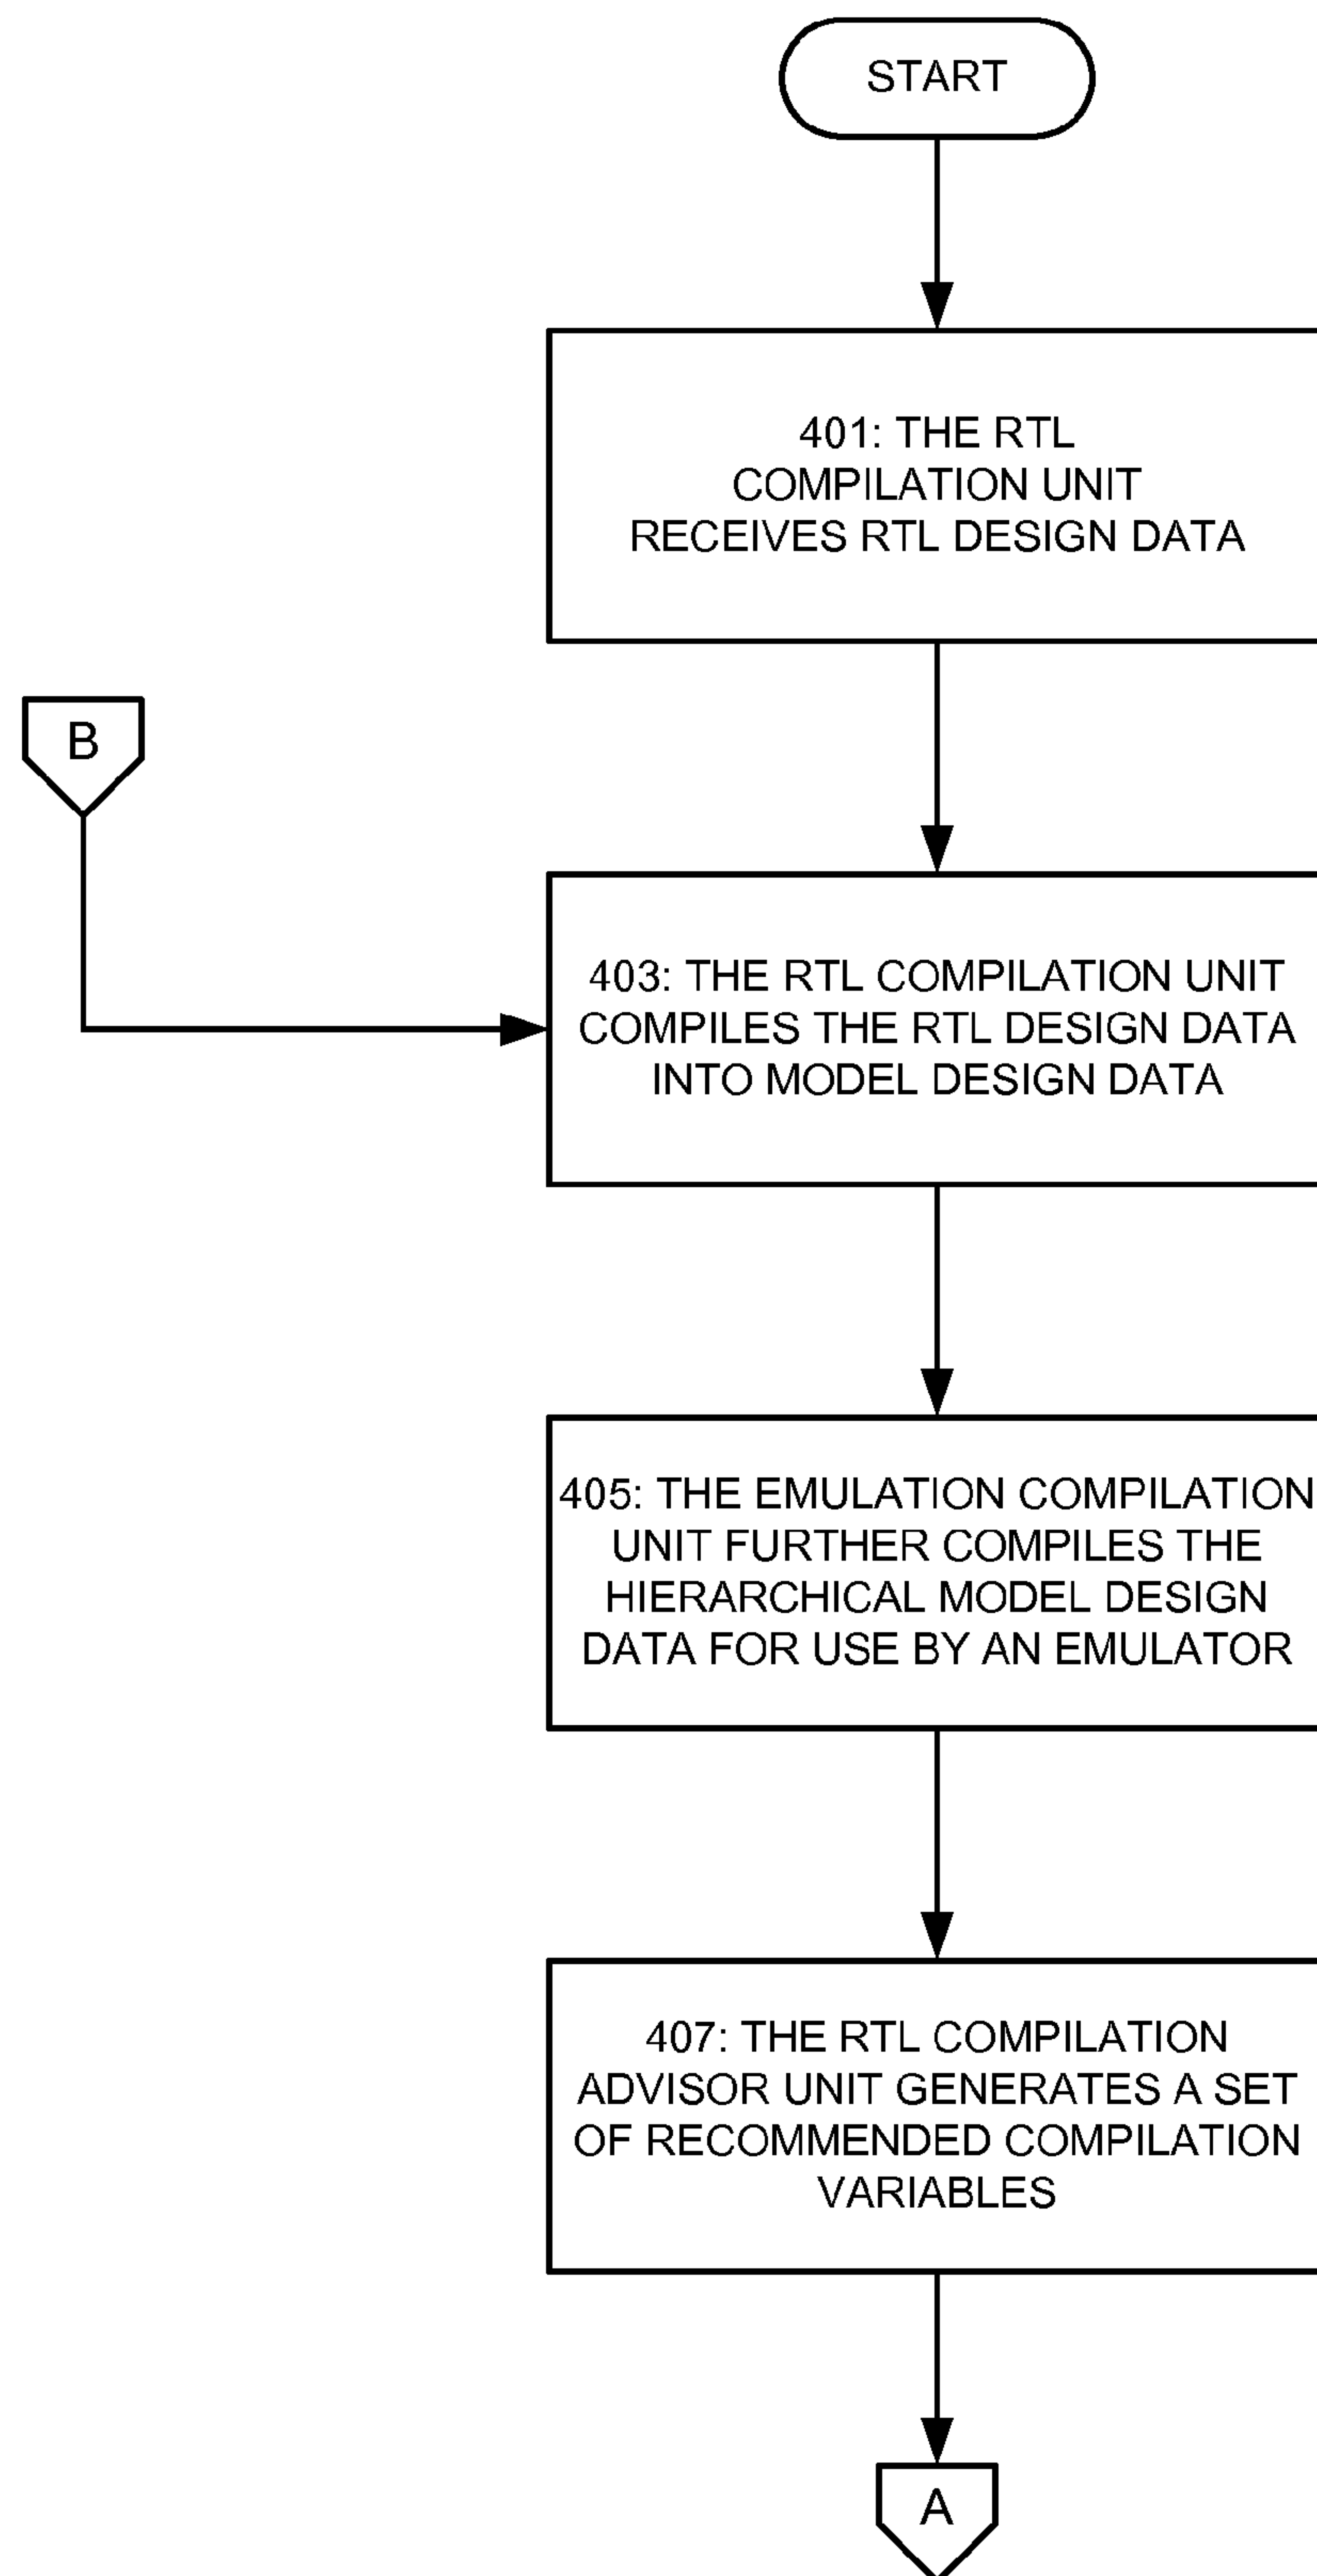 START
401: THE RTL
COMPILATION UNIT
RECEIVES RTL DESIGN DATA
B
403: THE RTL COMPILATION UNIT
COMPILES THE RTL DESIGN DATA
INTO MODEL DESIGN DATA
405: THE EMULATION COMPILATION
UNIT FURTHER COMPILES THE
HIERARCHICAL MODEL DESIGN
DATA FOR USE BY AN EMULATOR
407: THE RTL COMPILATION
ADVISOR UNIT GENERATES A SET
OF RECOMMENDED COMPILATION
VARIABLES
A